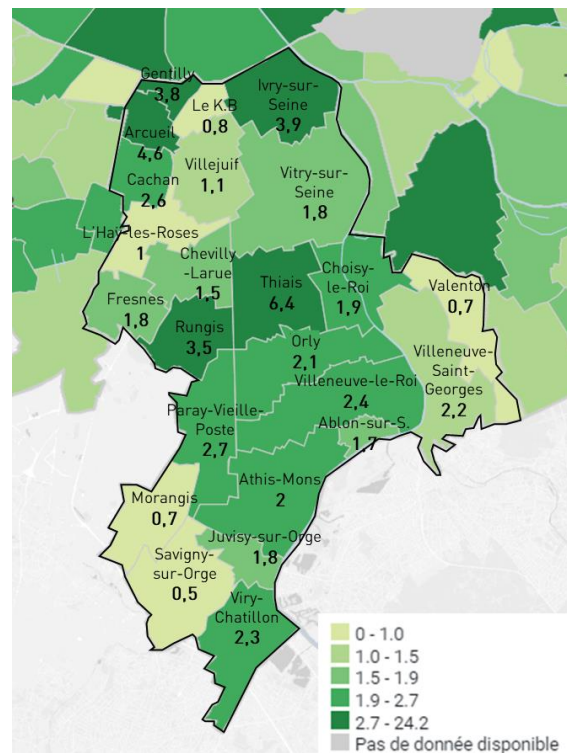 Gentilly
3,8
Le K.B
0,8
Ivry-sur-
Seine
3,9
Arcueil
4,6
Villejuif
1,1
Cachan
2,6
Vitry-sur-
Seine
1,8
L'Haÿ-les-Roses
1
Chevilly
-Larue
1,5
Thiais
6,4
Choisy-
le-Roi
1,9
Valenton
0,7
Fresnes
1,8
Rungis
3,5
Orly
2,1
Villeneuve-
Saint-
Georges
2,2
Villeneuve-le-Roi
2,4
Paray-Vieille-
Poste
2,7
Ablon-sur-S.
1,7
Athis-Mons
2
Morangis
0,7
Juvisy-sur-Orge
1,8
Savigny-
sur-Orge
0,5
Viry-
Chatillon
2,3
0 - 1.0
1.0 - 1.5
1.5 - 1.9
1.9 - 2.7
2.7 - 24.2
Pas de donnée disponible